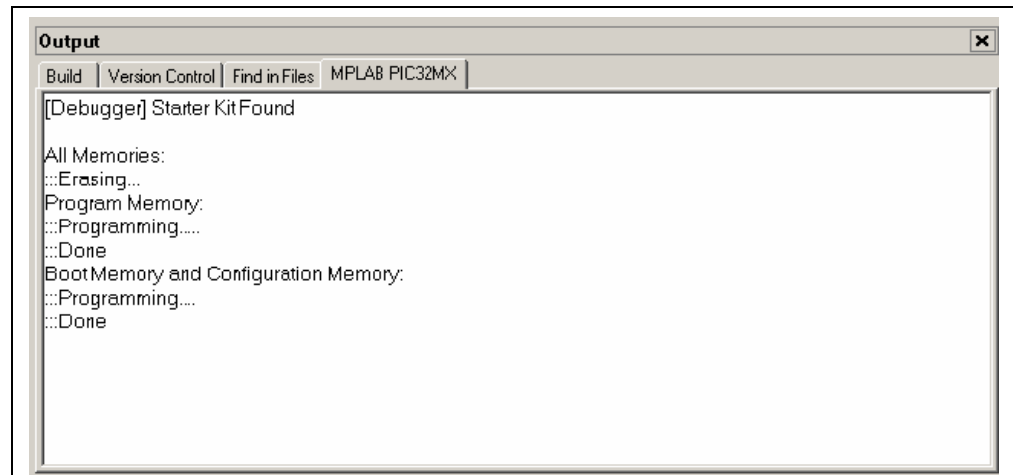 Output
Build Version Control Find in Files MPLAB PIC32MX
[Debugger] Starter Kit Found
All Memories:
:::Erasing...
Program Memory:
:::Programming.....
:::Done
Boot Memory and Configuration Memory:
:::Programming....
:::Done